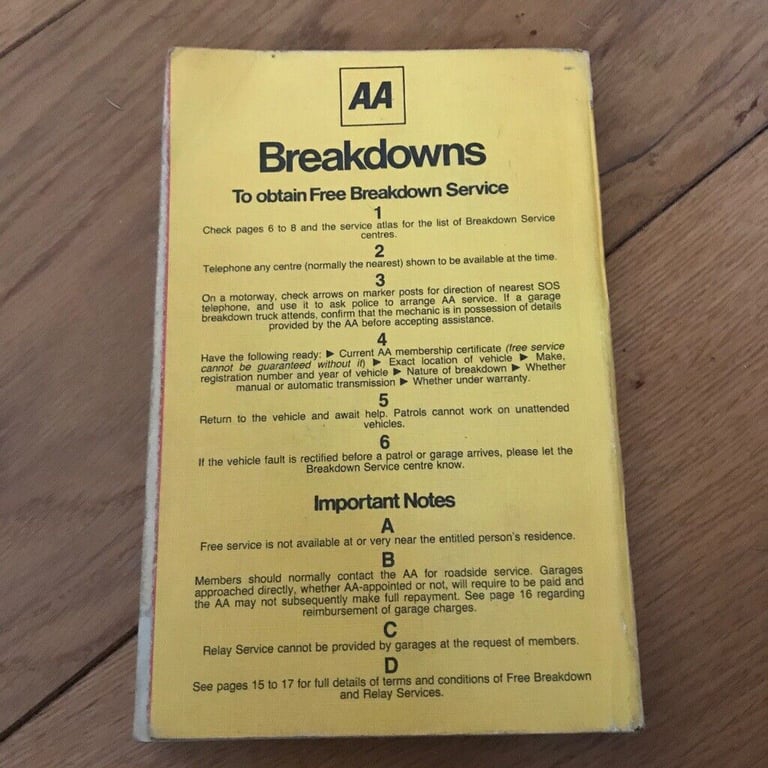 AA
Breakdowns
To obtain Free Breakdown Service
1
Check pages 6 to 8 and the service atlas for the list of Breakdown Service
centres.
2
Telephone any centre (normally the nearest) shown to be available at the time.
3
On a motorway, check arrows on marker posts for direction of nearest SOS
telephone, and use it to ask police to arrange AA service. If a garage
breakdown truck attends, confirm that the mechanic is in possession of details
provided by the AA before accepting assistance.
4
Have the following ready: ▶ Current AA membership certificate (free service
cannot be guaranteed without it) ▶ Exact location of vehicle ▶ Make,
registration number and year of vehicle ▶ Nature of breakdown ▶ Whether
manual or automatic transmission ▶ Whether under warranty.
5
Return to the vehicle and await help. Patrols cannot work on unattended
vehicles.
6
If the vehicle fault is rectified before a patrol or garage arrives, please let the
Breakdown Service centre know.
Important Notes
A
Free service is not available at or very near the entitled person's residence.
B
Members should normally contact the AA for roadside service. Garages
approached directly, whether AA-appointed or not, will require to be paid and
the AA may not subsequently make full repayment. See page 16 regarding
reimbursement of garage charges.
C
Relay Service cannot be provided by garages at the request of members.
D
See pages 15 to 17 for full details of terms and conditions of Free Breakdown
and Relay Services.